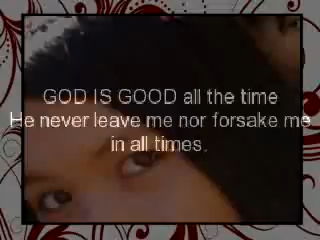 GOD IS GOOD all the time
He never leave me nor forsake me
in all times.